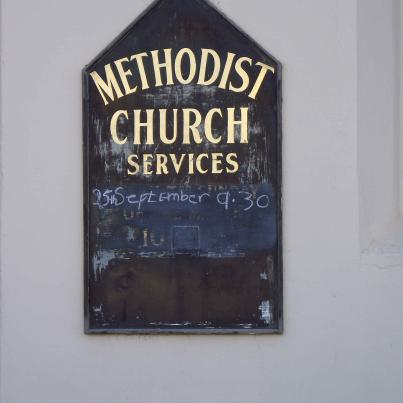 METHODIST
CHURCH
SERVICES
25th September 9.30